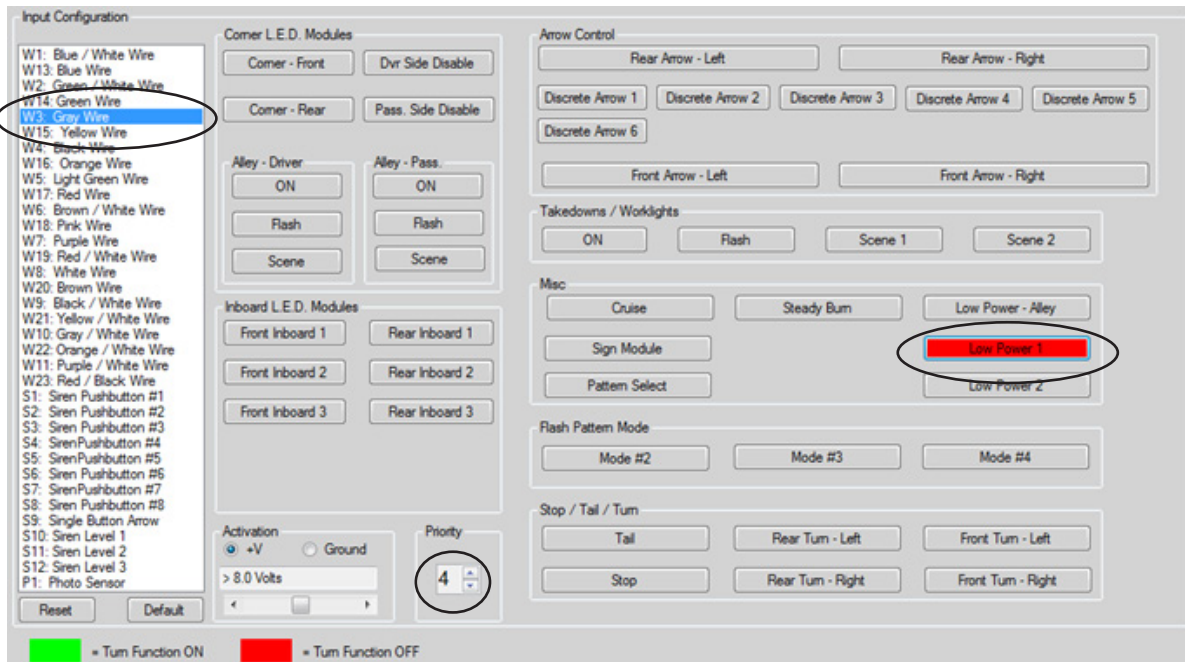 Input Configuration
W1: Blue / White Wire
W13: Blue Wire
W2: Green / White Wire
W14: Green Wire
W3: Gray Wire
W15: Yellow Wire
W4: Black Wire
W16: Orange Wire
W5: Light Green Wire
W17: Red Wire
W6: Brown / White Wire
W18: Pink Wire
W7: Purple Wire
W19: Red / White Wire
W8: White Wire
W20: Brown Wire
W9: Black / White Wire
W21: Yellow / White Wire
W10: Gray / White Wire
W22: Orange / White Wire
W11: Purple / White Wire
W23: Red / Black Wire
S1: Siren Pushbutton #1
S2: Siren Pushbutton #2
S3: Siren Pushbutton #3
S4: SirenPushbutton #4
S5: SirenPushbutton #5
S6: Siren Pushbutton #6
S7: SirenPushbutton #7
S8: Siren Pushbutton #8
S9: Single Button Arrow
S10: Siren Level 1
S11: Siren Level 2
S12: Siren Level 3
P1: Photo Sensor
Reset Default
Corner L.E.D. Modules
Corner - Front Dvr Side Disable
Corner - Rear Pass. Side Disable
Alley - Driver
ON
Flash
Scene
Alley - Pass.
ON
Flash
Scene
Inboard L.E.D. Modules
Front Inboard 1 Rear Inboard 1
Front Inboard 2 Rear Inboard 2
Front Inboard 3 Rear Inboard 3
Activation
+V Ground
> 8.0 Volts
Priority
4
Arrow Control
Rear Arrow - Left Rear Arrow - Right
Discrete Arrow 1 Discrete Arrow 2 Discrete Arrow 3 Discrete Arrow 4 Discrete Arrow 5
Discrete Arrow 6
Front Arrow - Left Front Arrow - Right
Takedowns / Worklights
ON Flash Scene 1 Scene 2
Misc
Cruise Steady Burn Low Power - Alley
Sign Module Low Power 1
Pattern Select Low Power 2
Flash Pattern Mode
Mode #2 Mode #3 Mode #4
Stop / Tail / Turn
Tail Rear Turn - Left Front Turn - Left
Stop Rear Turn - Right Front Turn - Right
= Turn Function ON = Turn Function OFF